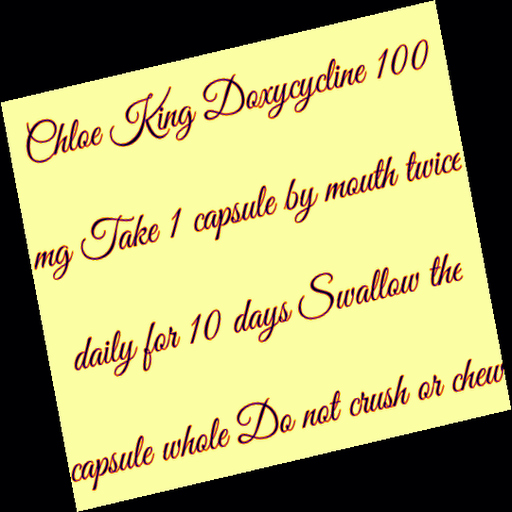 Chloe King Doxycycline 100
mg Take 1 capsule by mouth twice
daily for 10 days Swallow the
capsule whole Do not crush or chew